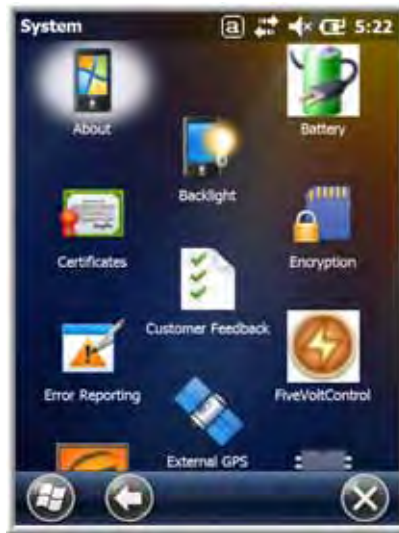 System a 5:22
About
Battery
Backlight
Certificates
Encryption
Customer Feedback
Error Reporting
FiveVoltControl
External GPS